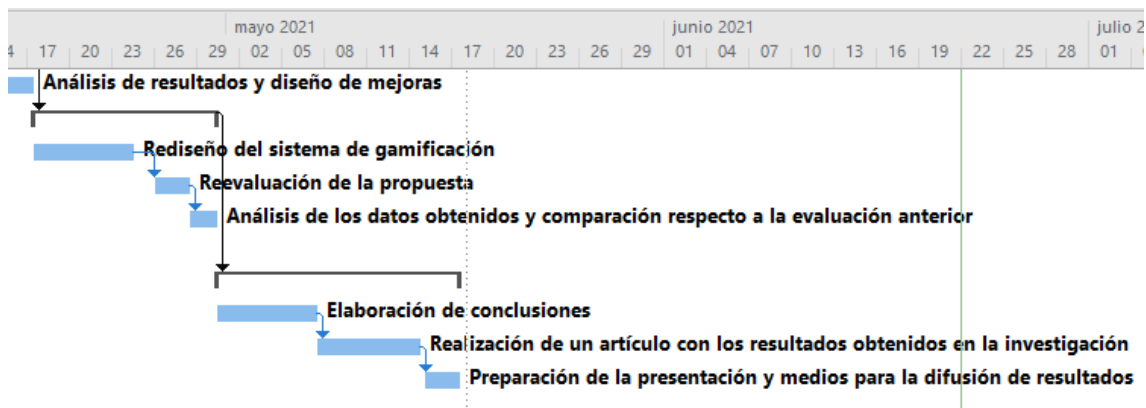 mayo 2021 junio 2021 julio 2
4 17 20 23 26 29 02 05 08 11 14 17 20 23 26 29 01 04 07 10 13 16 19 22 25 28 01
Análisis de resultados y diseño de mejoras
Rediseño del sistema de gamificación
Reevaluación de la propuesta
Análisis de los datos obtenidos y comparación respecto a la evaluación anterior
Elaboración de conclusiones
Realización de un artículo con los resultados obtenidos en la investigación
Preparación de la presentación y medios para la difusión de resultados